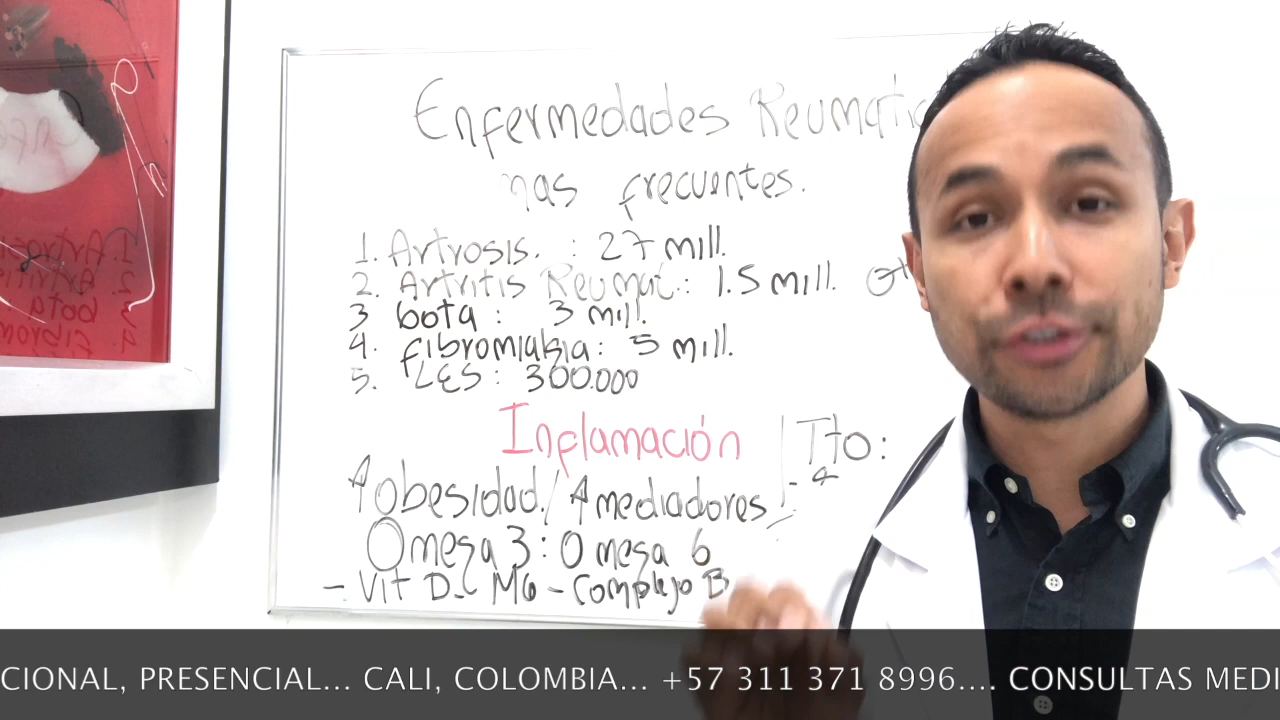 Enfermedades Reumatic
mas frecuentes.
1. Artrosis. : 27 mill.
2. Artritis Reumat.: 1.5 mill.
3 Gota : 3 mill.
4. fibromialgia: 5 mill.
5. LES : 300.000
Inflamación / Tto:
↑ Obesidad. / ↑ mediadores
Omega 3 : Omega 6
- Vit D - C Mg - Complejo B
CIONAL, PRESENCIAL... CALI, COLOMBIA... +57 311 371 8996.... CONSULTAS MEDI